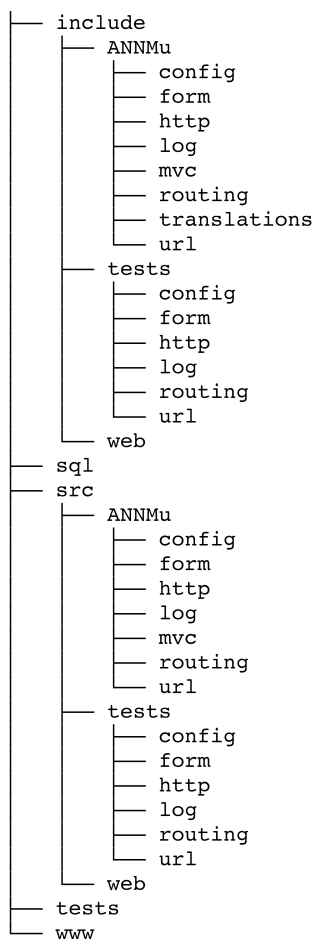 include
ANNMu
config
form
http
log
mvc
routing
translations
url
tests
config
form
http
log
routing
url
web
sql
src
ANNMu
config
form
http
log
mvc
routing
url
tests
config
form
http
log
routing
url
web
tests
www